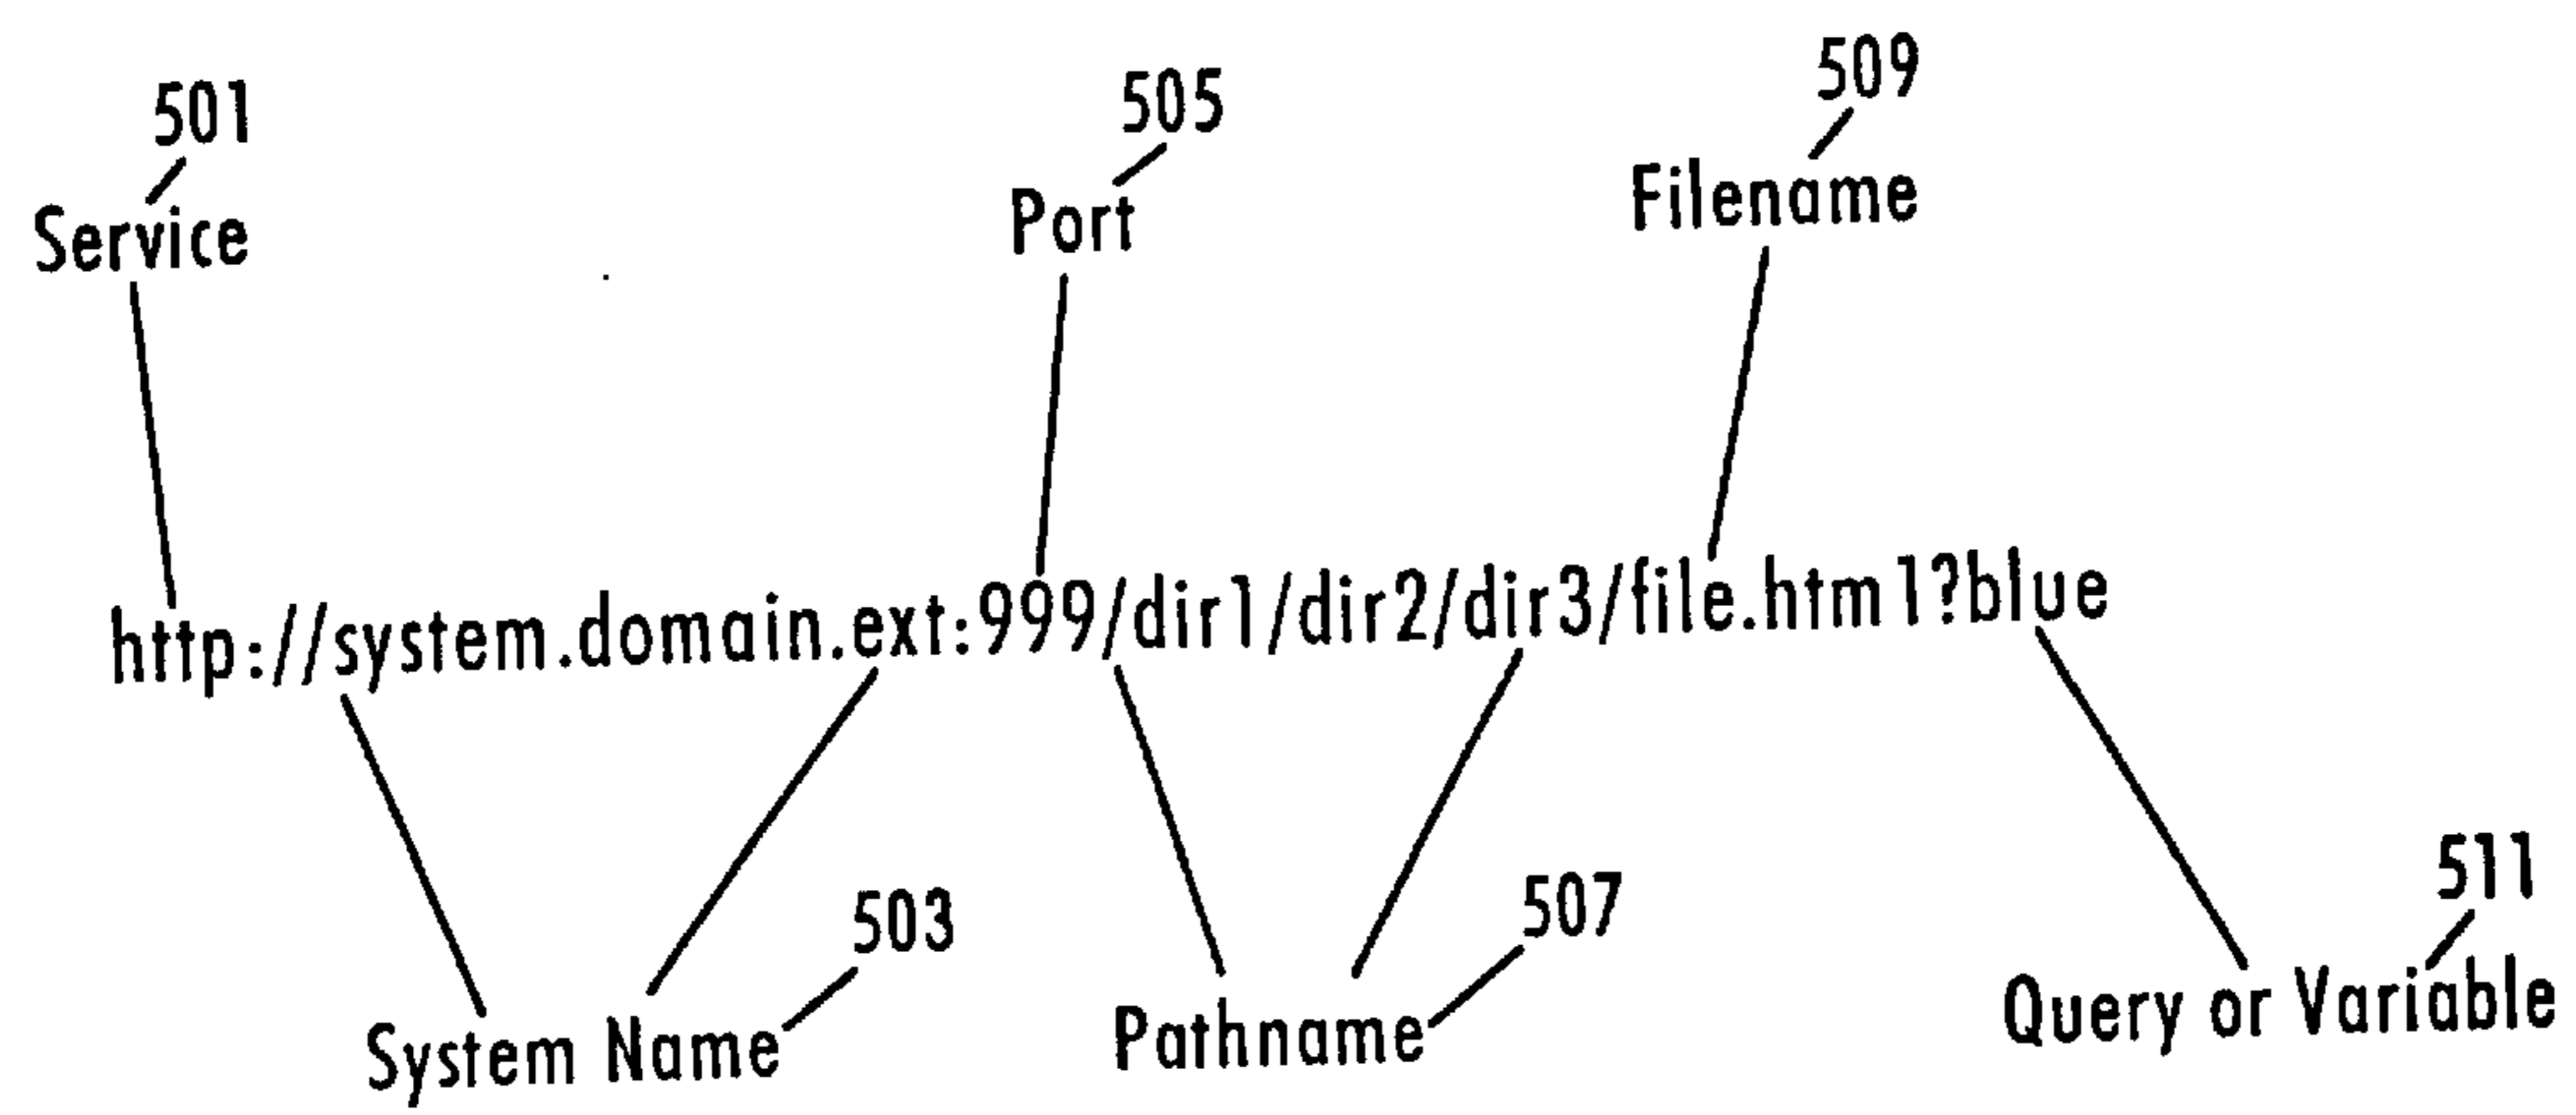 501
505
509
Service
Port
Filename
http://system.domain.ext:999/dir1/dir2/dir3/file.htm1?blue
503
507
511
System Name
Pathname
Query or Variable